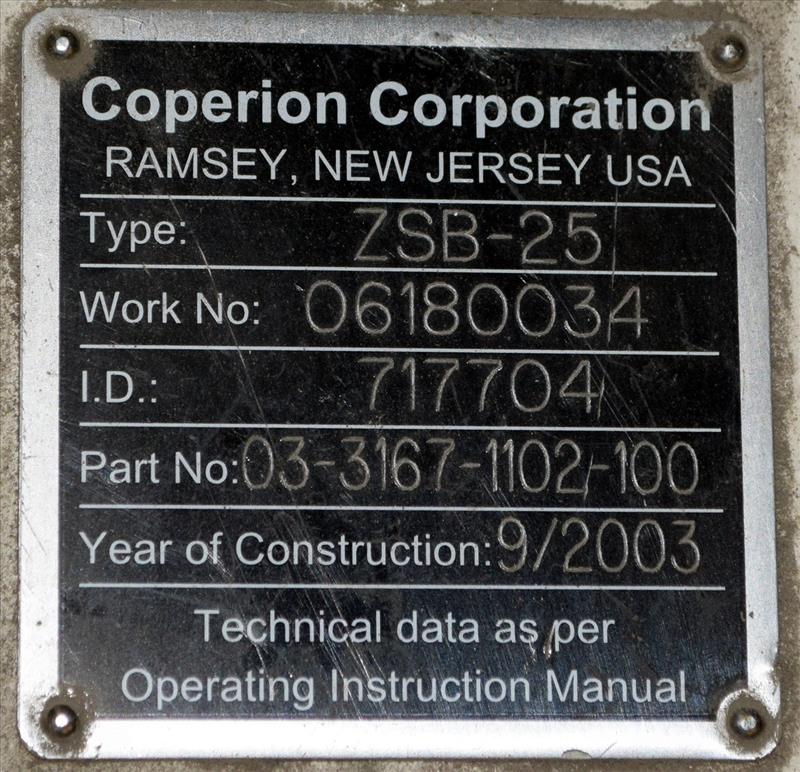 Coperion Corporation
RAMSEY, NEW JERSEY USA
Type: ZSB-25
Work No: 06180034
I.D.: 717704
Part No: 03-3167-1102-100
Year of Construction: 9/2003
Technical data as per
Operating Instruction Manual